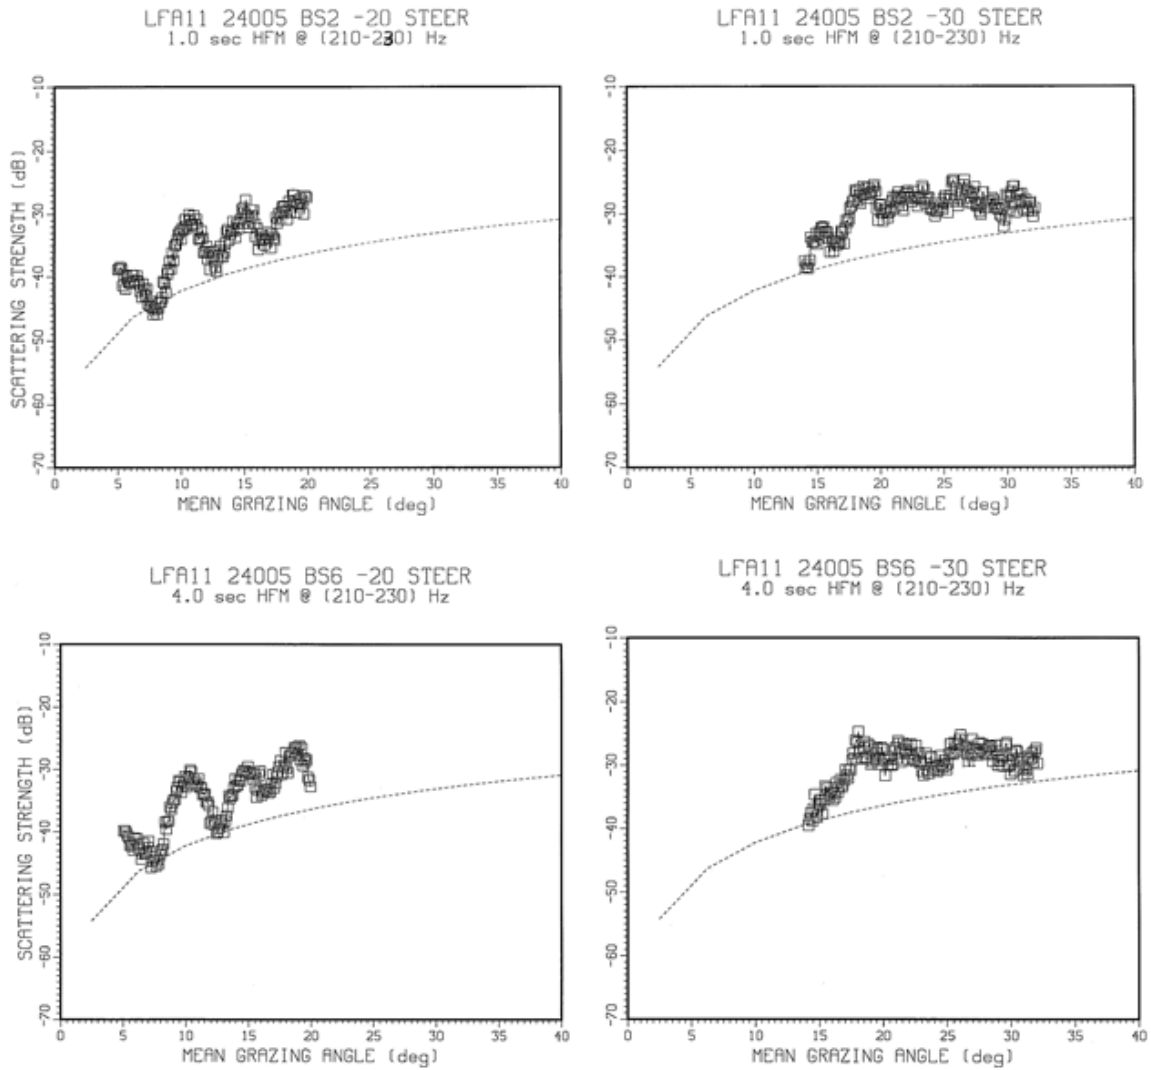 LFA11 24005 BS2 -20 STEER
1.0 sec HFM @ (210-230) Hz
SCATTERING STRENGTH (dB)
-10
-20
-30
-40
-50
-60
-70
0 5 10 15 20 25 30 35 40
MEAN GRAZING ANGLE (deg)
LFA11 24005 BS2 -30 STEER
1.0 sec HFM @ (210-230) Hz
-10
-20
-30
-40
-50
-60
-70
0 5 10 15 20 25 30 35 40
MEAN GRAZING ANGLE (deg)
LFA11 24005 BS6 -20 STEER
4.0 sec HFM @ (210-230) Hz
SCATTERING STRENGTH (dB)
-10
-20
-30
-40
-50
-60
-70
0 5 10 15 20 25 30 35 40
MEAN GRAZING ANGLE (deg)
LFA11 24005 BS6 -30 STEER
4.0 sec HFM @ (210-230) Hz
-10
-20
-30
-40
-50
-60
-70
0 5 10 15 20 25 30 35 40
MEAN GRAZING ANGLE (deg)